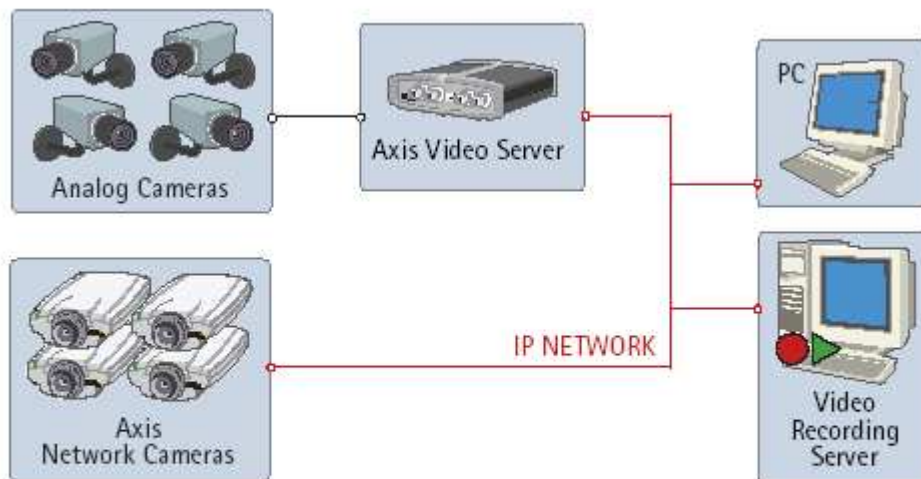 Analog Cameras
Axis Video Server
PC
Axis
Network Cameras
IP NETWORK
Video
Recording
Server